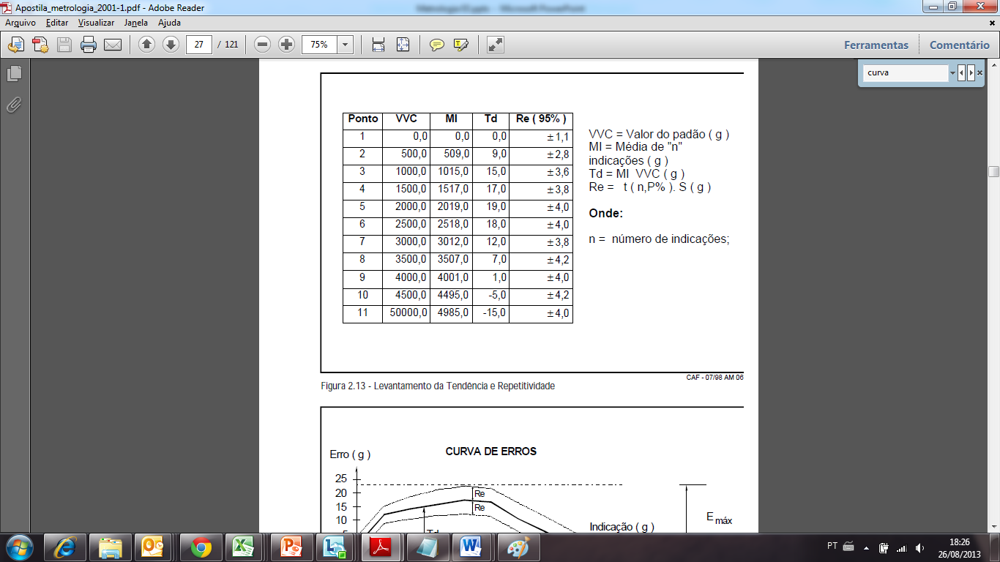 Apostila_metrologia_2001-1.pdf - Adobe Reader
Metrologia03.pptx - Microsoft PowerPoint
Arquivo Editar Visualizar Janela Ajuda
27 / 121 75% Ferramentas Comentário
curva
Ponto VVC MI Td Re ( 95% )
1 0,0 0,0 0,0 ±1,1
2 500,0 509,0 9,0 ±2,8
3 1000,0 1015,0 15,0 ±3,6
4 1500,0 1517,0 17,0 ±3,8
5 2000,0 2019,0 19,0 ±4,0
6 2500,0 2518,0 18,0 ±4,0
7 3000,0 3012,0 12,0 ±3,8
8 3500,0 3507,0 7,0 ±4,2
9 4000,0 4001,0 1,0 ±4,0
10 4500,0 4495,0 -5,0 ±4,2
11 50000,0 4985,0 -15,0 ±4,0
VVC = Valor do padão ( g )
MI = Média de "n"
indicações ( g )
Td = MI VVC ( g )
Re = t ( n,P% ). S ( g )
Onde:
n = número de indicações;
CAF - 07/98 AM 06
Figura 2.13 - Levantamento da Tendência e Repetitividade
CURVA DE ERROS
Erro ( g )
25
20
15
10
5
Re
Re
Td
Indicação ( g )
E máx
PT
18:26
26/08/2013